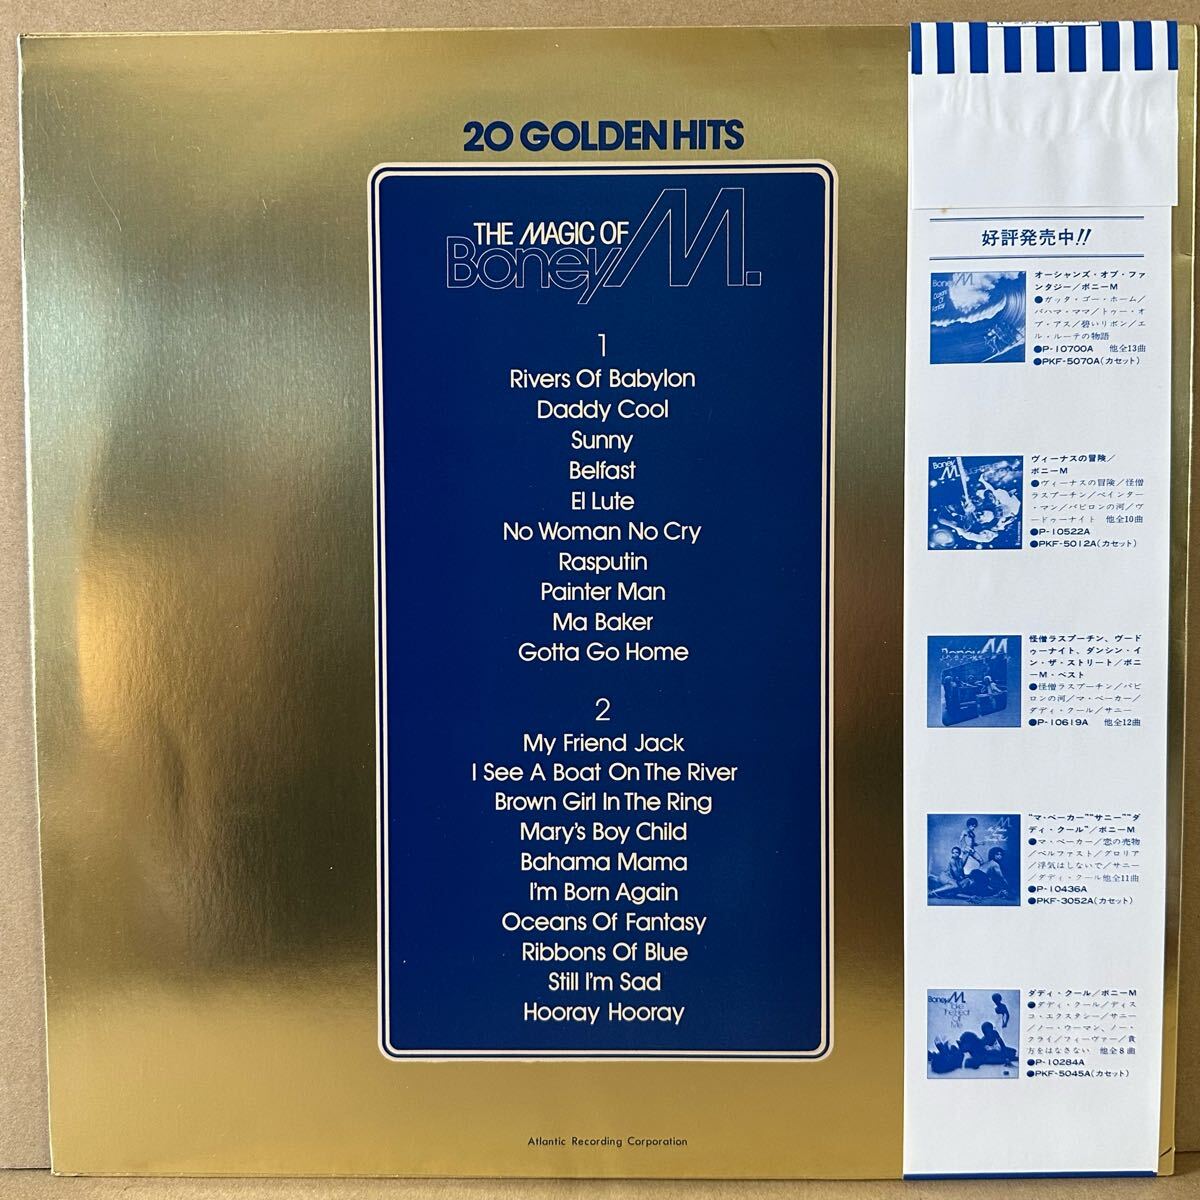 20 GOLDEN HITS
THE MAGIC OF
Boney M.
1
Rivers Of Babylon
Daddy Cool
Sunny
Belfast
El Lute
No Woman No Cry
Rasputin
Painter Man
Ma Baker
Gotta Go Home
2
My Friend Jack
I See A Boat On The River
Brown Girl In The Ring
Mary's Boy Child
Bahama Mama
I'm Born Again
Oceans Of Fantasy
Ribbons Of Blue
Still I'm Sad
Hooray Hooray
Atlantic Recording Corporation
好評発売中!!
オーシャンズ・オブ・ファ
ンタジー/ボニーM
●ガッタ・ゴー・ホーム/
バハマ・ママ/トゥー・オ
ブ・アス/碧いリボン/エ
ル・ルーテの物語
●P-10700A 他全13曲
●PKF-5070A(カセット)
ヴィーナスの冒険/
ボニーM
●ヴィーナスの冒険/怪僧
ラスプーチン/ペインター
・マン/バビロンの河/ヴ
ードゥーナイト 他全10曲
●P-10522A
●PKF-5012A(カセット)
怪僧ラスプーチン、ヴード
ゥーナイト、ダンシン・イ
ン・ザ・ストリート/ボニ
ーM・ベスト
●怪僧ラスプーチン/バビ
ロンの河/マ・ベーカー/
ダディ・クール/サニー
●P-10619A 他全12曲
"マ・ベーカー""サニー""ダ
ディ・クール"/ボニーM
●マ・ベーカー/恋の売物
/ベルファスト/グロリア
/浮気はしないで/サニー
/ダディ・クール他全11曲
●P-10436A
●PKF-3052A(カセット)
ダディ・クール/ボニーM
●ダディ・クール/ディス
コ・エクスタシー/サニー
/ノー・ウーマン、ノー・
クライ/フィーヴァー/貴
方をはなさない 他全8曲
●P-10284A
●PKF-5045A(カセット)